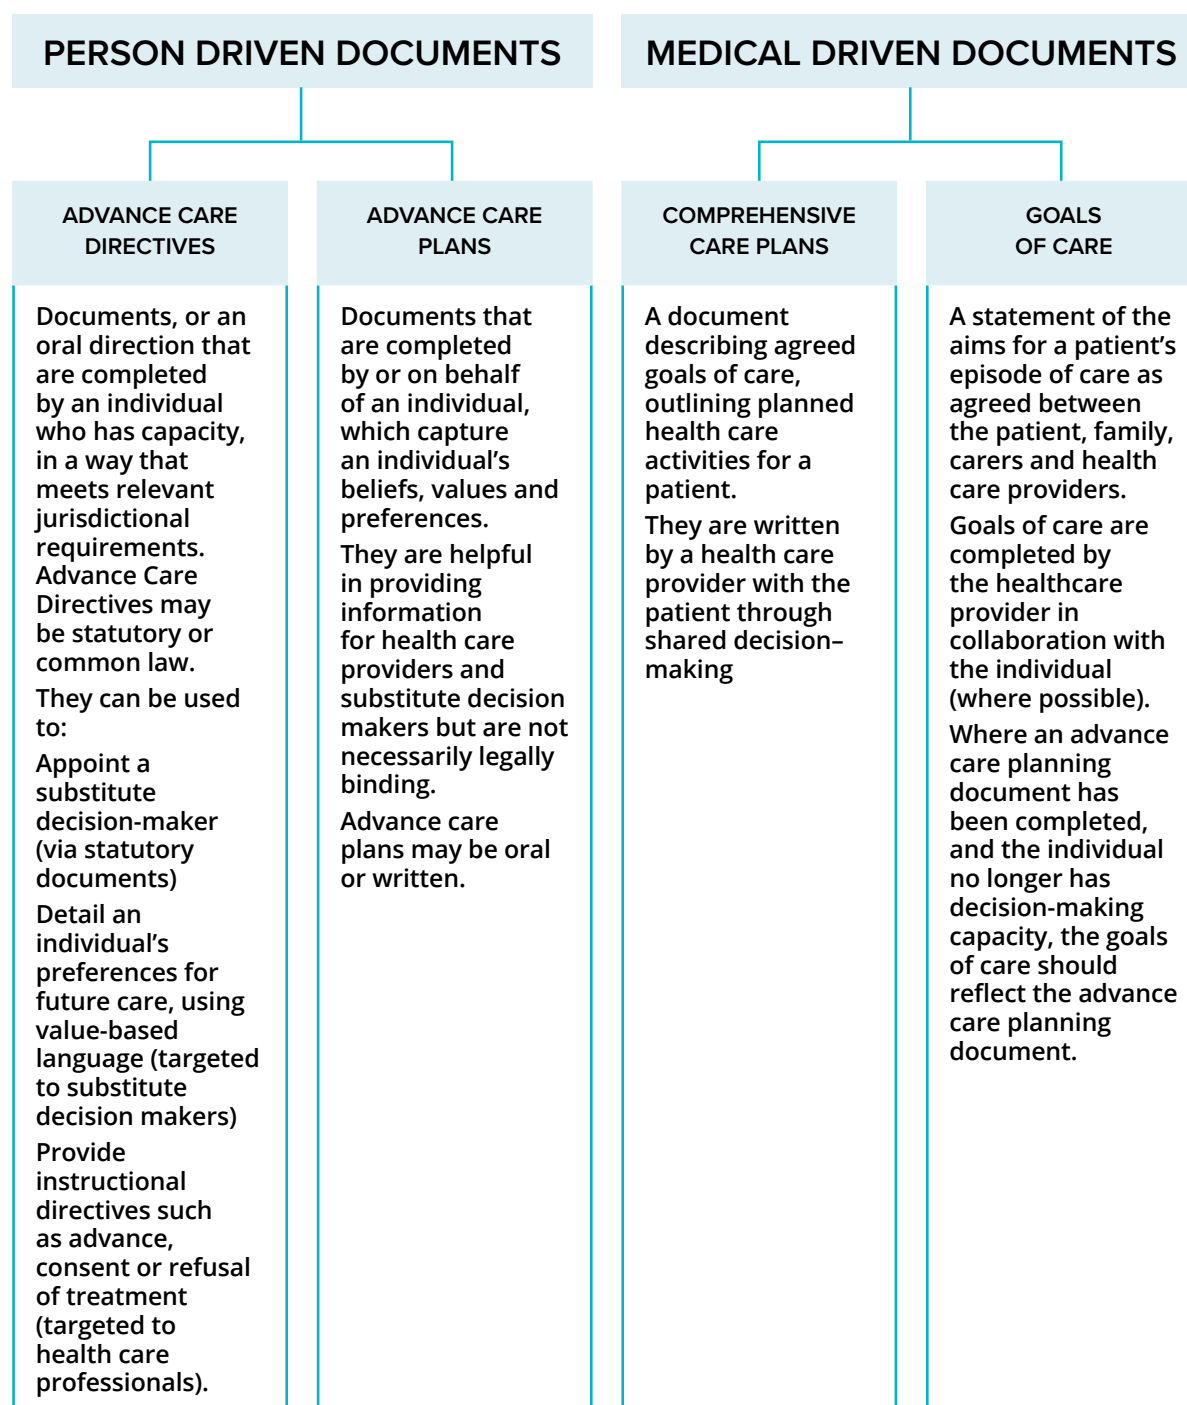 PERSON DRIVEN DOCUMENTS
ADVANCE CARE
DIRECTIVES
Documents, or an
oral direction that
are completed
by an individual
who has capacity,
in a way that
meets relevant
jurisdictional
requirements.
Advance Care
Directives may
be statutory or
common law.
They can be used
to:
Appoint a
substitute
decision-maker
(via statutory
documents)
Detail an
individual’s
preferences for
future care, using
value-based
language (targeted
to substitute
decision makers)
Provide
instructional
directives such
as advance,
consent or refusal
of treatment
(targeted to
health care
professionals).
ADVANCE CARE
PLANS
Documents that
are completed
by or on behalf
of an individual,
which capture
an individual’s
beliefs, values and
preferences.
They are helpful
in providing
information
for health care
providers and
substitute decision
makers but are not
necessarily legally
binding.
Advance care
plans may be oral
or written.
MEDICAL DRIVEN DOCUMENTS
COMPREHENSIVE
CARE PLANS
A document
describing agreed
goals of care,
outlining planned
health care
activities for a
patient.
They are written
by a health care
provider with the
patient through
shared decision–
making
GOALS
OF CARE
A statement of the
aims for a patient’s
episode of care as
agreed between
the patient, family,
carers and health
care providers.
Goals of care are
completed by
the healthcare
provider in
collaboration with
the individual
(where possible).
Where an advance
care planning
document has
been completed,
and the individual
no longer has
decision-making
capacity, the goals
of care should
reflect the advance
care planning
document.